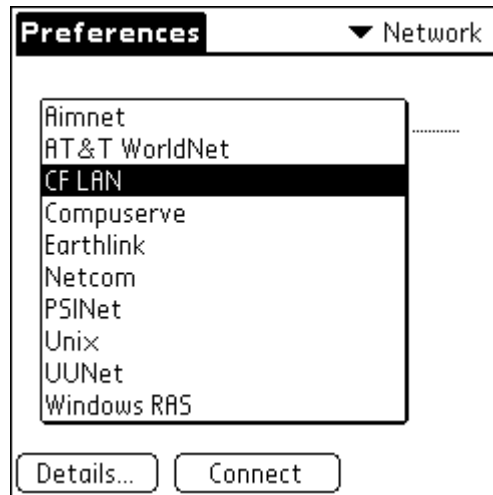 Preferences ▼ Network
Aimnet
AT&T WorldNet
CF LAN
Compuserve
Earthlink
Netcom
PSINet
Unix
UUNet
Windows RAS
Details... Connect